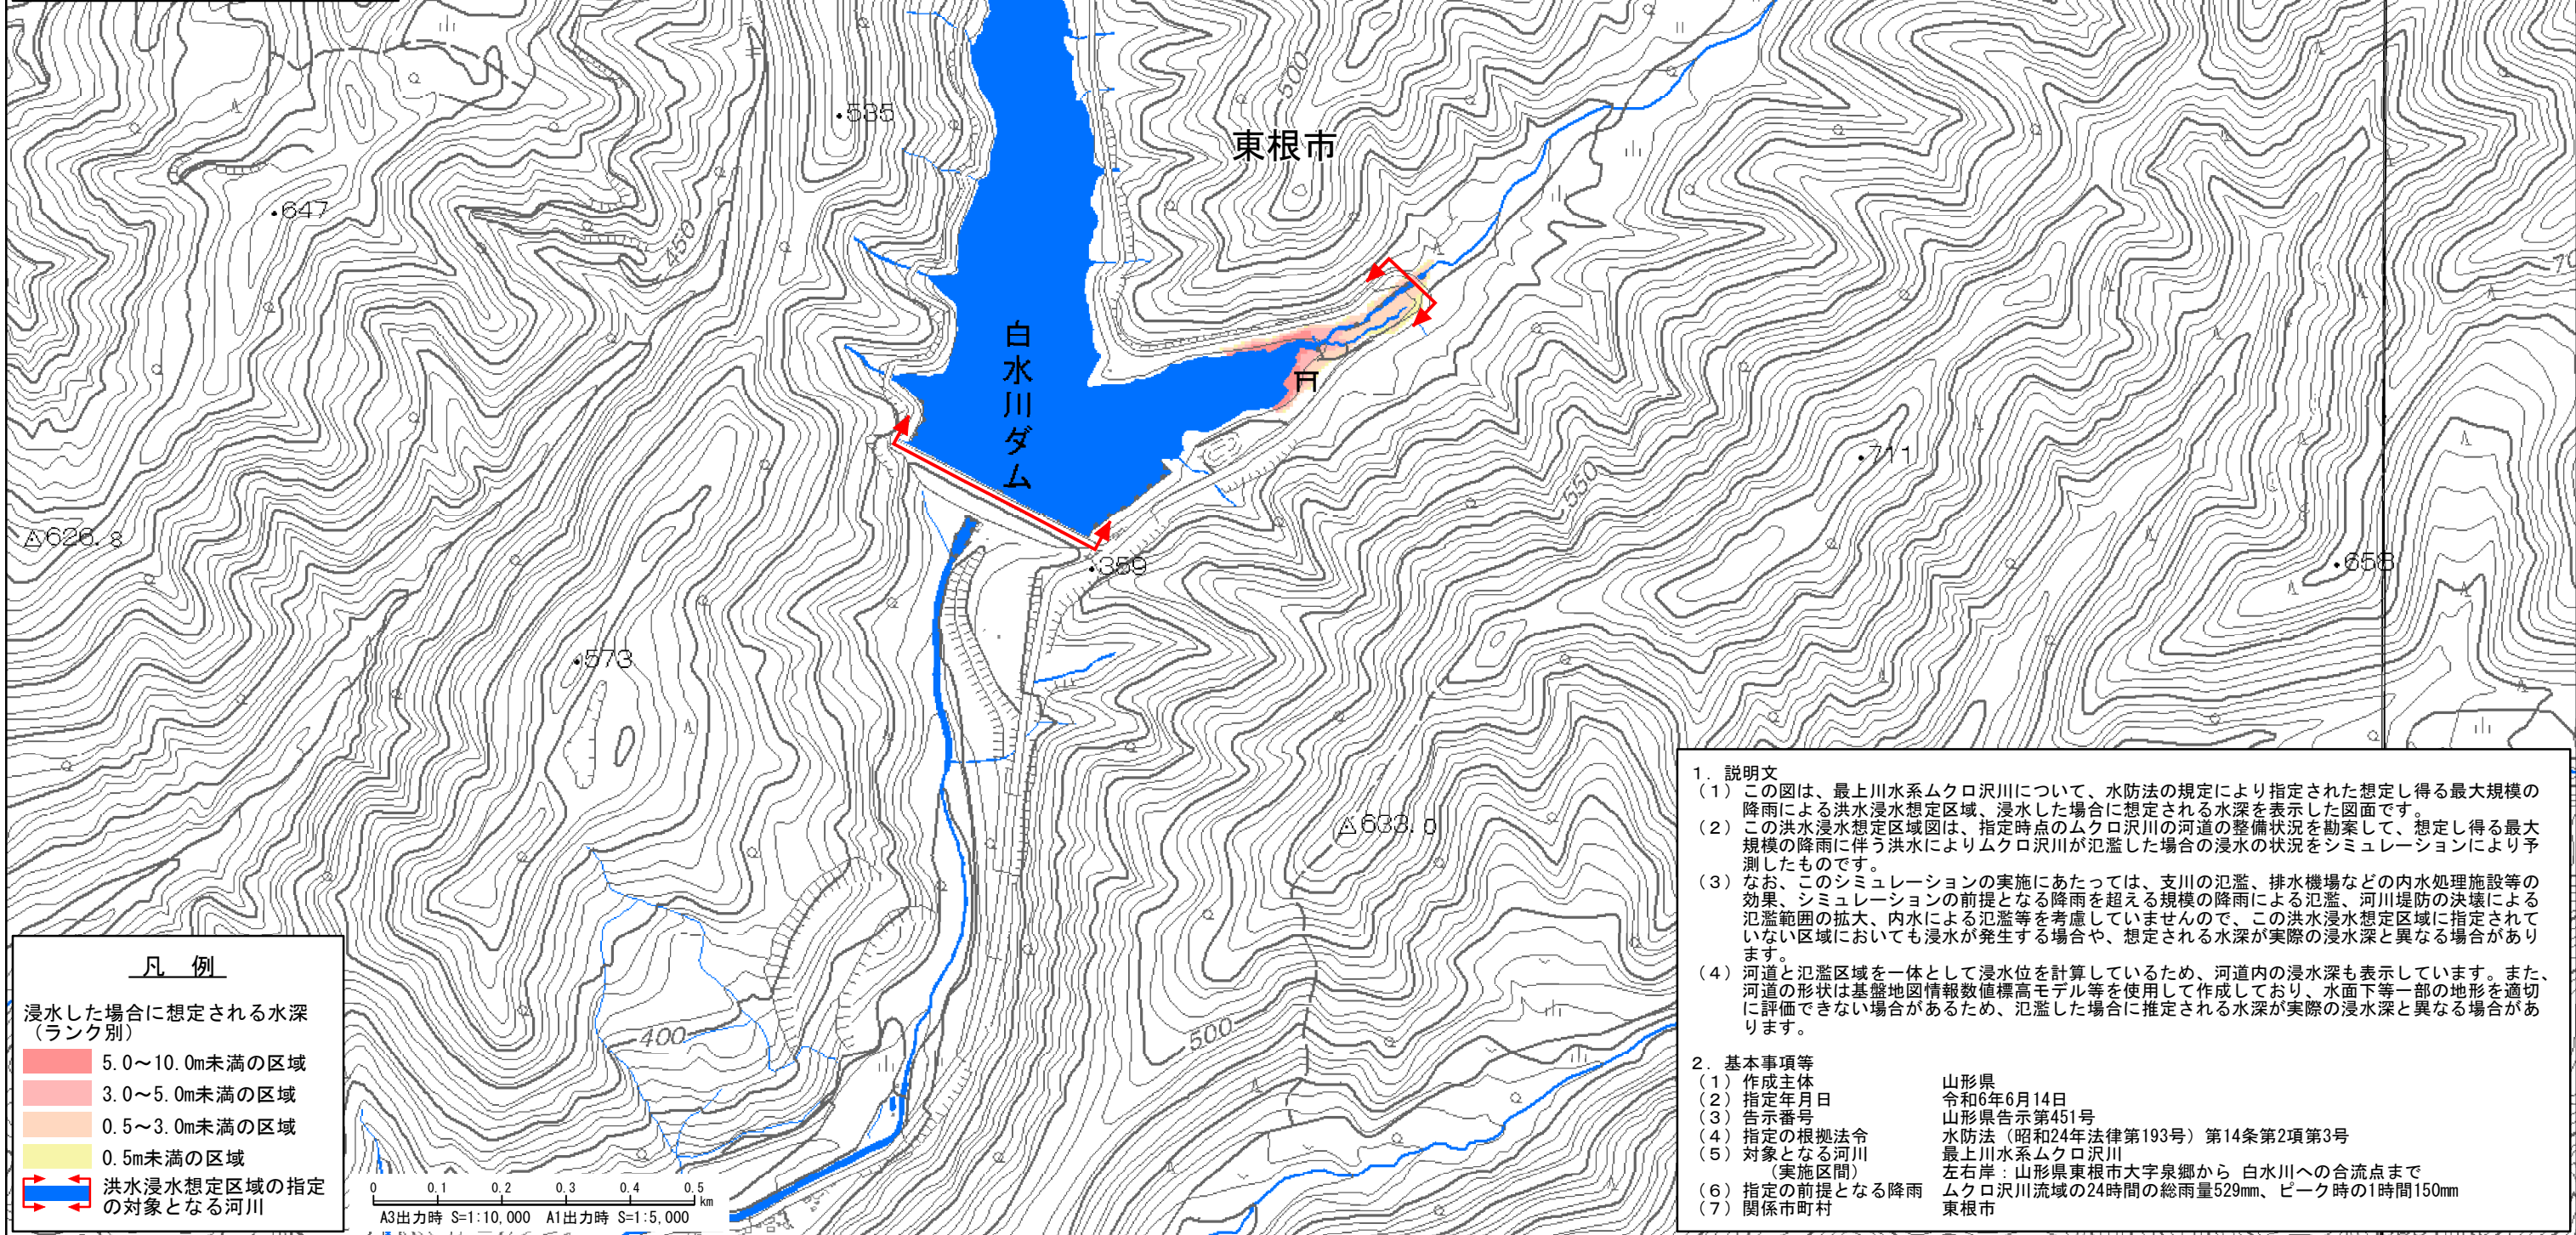 535
500
東根市
647
450
70
白水川ダム
711
550
626.8
359
658
573
633.0
400
500
凡 例
浸水した場合に想定される水深
(ランク別)
5.0～10.0m未満の区域
3.0～5.0m未満の区域
0.5～3.0m未満の区域
0.5m未満の区域
洪水浸水想定区域の指定
の対象となる河川
0 0.1 0.2 0.3 0.4 0.5
km
A3出力時 S=1:10,000 A1出力時 S=1:5,000
1．説明文
(1) この図は、最上川水系ムクロ沢川について、水防法の規定により指定された想定し得る最大規模の
降雨による洪水浸水想定区域、浸水した場合に想定される水深を表示した図面です。
(2) この洪水浸水想定区域図は、指定時点のムクロ沢川の河道の整備状況を勘案して、想定し得る最大
規模の降雨に伴う洪水によりムクロ沢川が氾濫した場合の浸水の状況をシミュレーションにより予
測したものです。
(3) なお、このシミュレーションの実施にあたっては、支川の氾濫、排水機場などの内水処理施設等の
効果、シミュレーションの前提となる降雨を超える規模の降雨による氾濫、河川堤防の決壊による
氾濫範囲の拡大、内水による氾濫等を考慮していませんので、この洪水浸水想定区域に指定されて
いない区域においても浸水が発生する場合や、想定される水深が実際の浸水深と異なる場合があり
ます。
(4) 河道と氾濫区域を一体として浸水位を計算しているため、河道内の浸水深も表示しています。また、
河道の形状は基盤地図情報数値標高モデル等を使用して作成しており、水面下等一部の地形を適切
に評価できない場合があるため、氾濫した場合に推定される水深が実際の浸水深と異なる場合があ
ります。
2．基本事項等
(1) 作成主体 山形県
(2) 指定年月日 令和6年6月14日
(3) 告示番号 山形県告示第451号
(4) 指定の根拠法令 水防法（昭和24年法律第193号）第14条第2項第3号
(5) 対象となる河川 最上川水系ムクロ沢川
(実施区間) 左右岸：山形県東根市大字泉郷から 白水川への合流点まで
(6) 指定の前提となる降雨 ムクロ沢川流域の24時間の総雨量529mm、ピーク時の1時間150mm
(7) 関係市町村 東根市